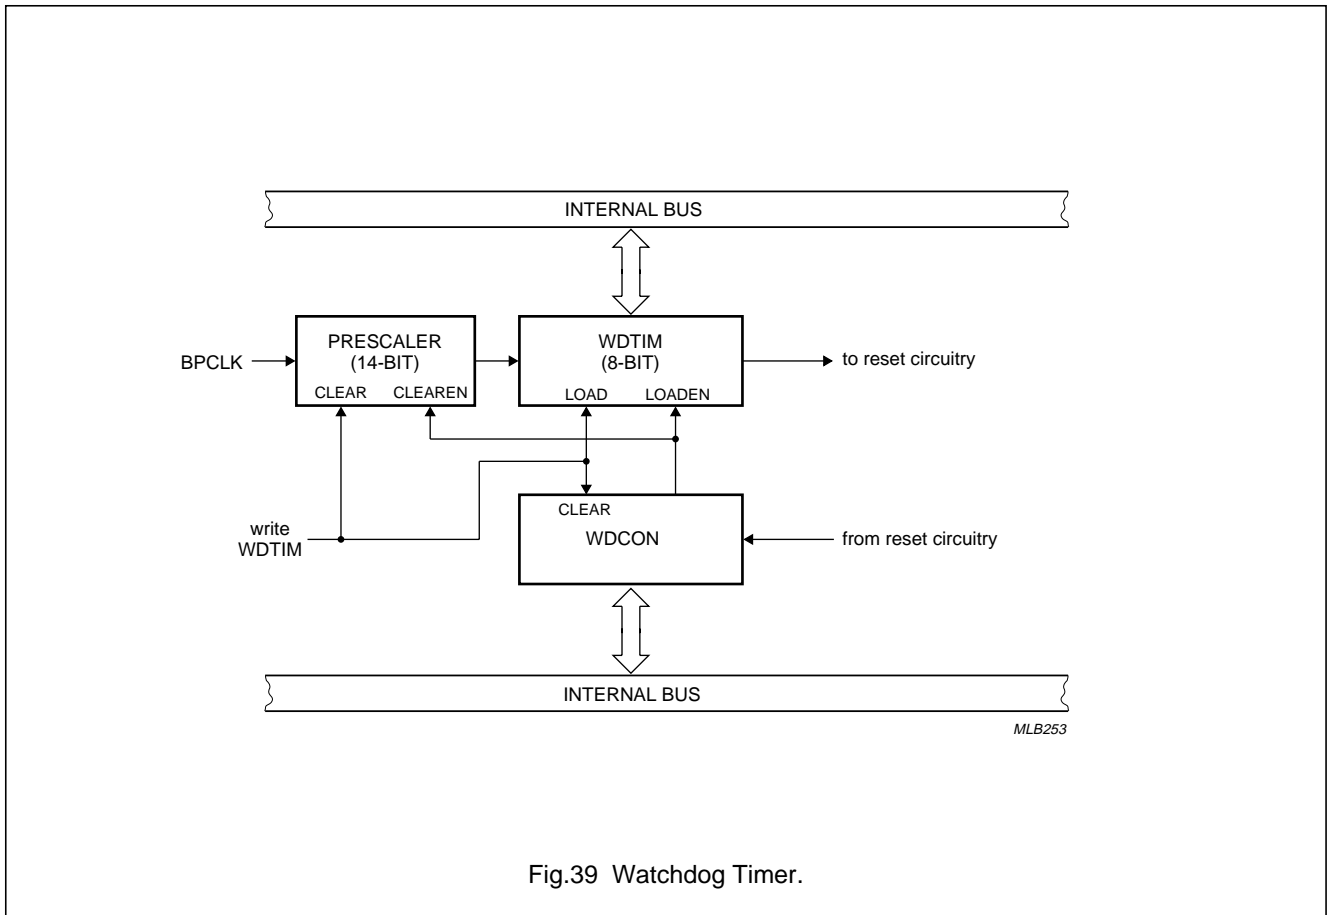 INTERNAL BUS
PRESCALER
(14-BIT)
CLEAR CLEAREN
WDTIM
(8-BIT)
LOAD LOADEN
BPCLK
to reset circuitry
write
WDTIM
CLEAR
WDCON
from reset circuitry
INTERNAL BUS
MLB253
Fig.39 Watchdog Timer.